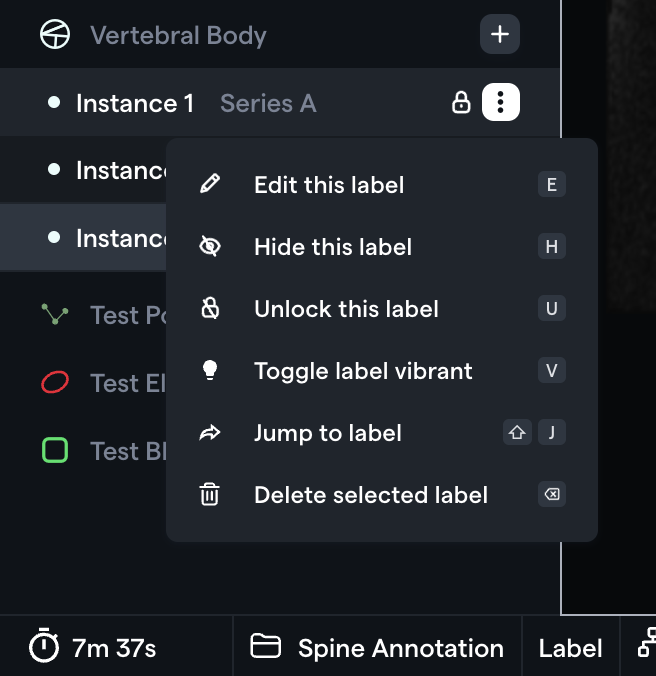 Vertebral Body
Instance 1 Series A
Instanc
Edit this label E
Hide this label H
Instanc
Unlock this label U
Test Po
Toggle label vibrant V
Test El
Jump to label J
Test Bl
Delete selected label
7m 37s Spine Annotation Label